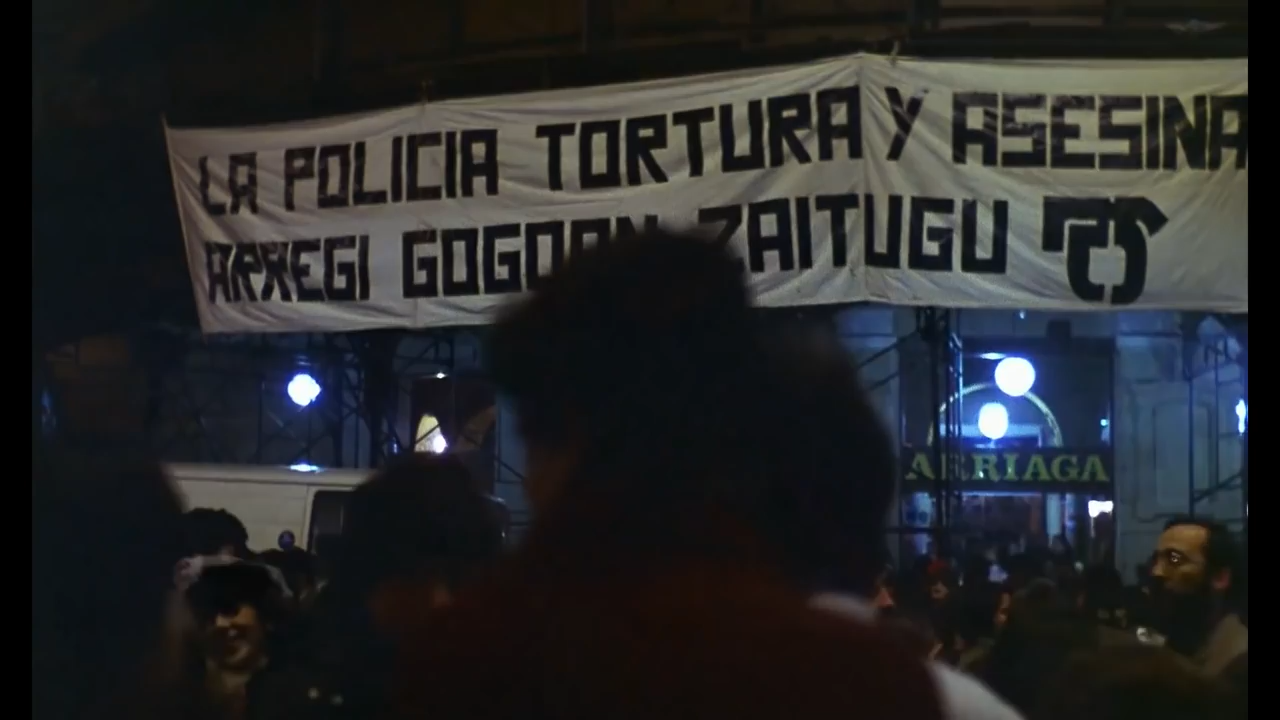 LA POLICIA TORTURA Y ASESINA
ARREGI GOGOAN ZAITUGU
ARRIAGA